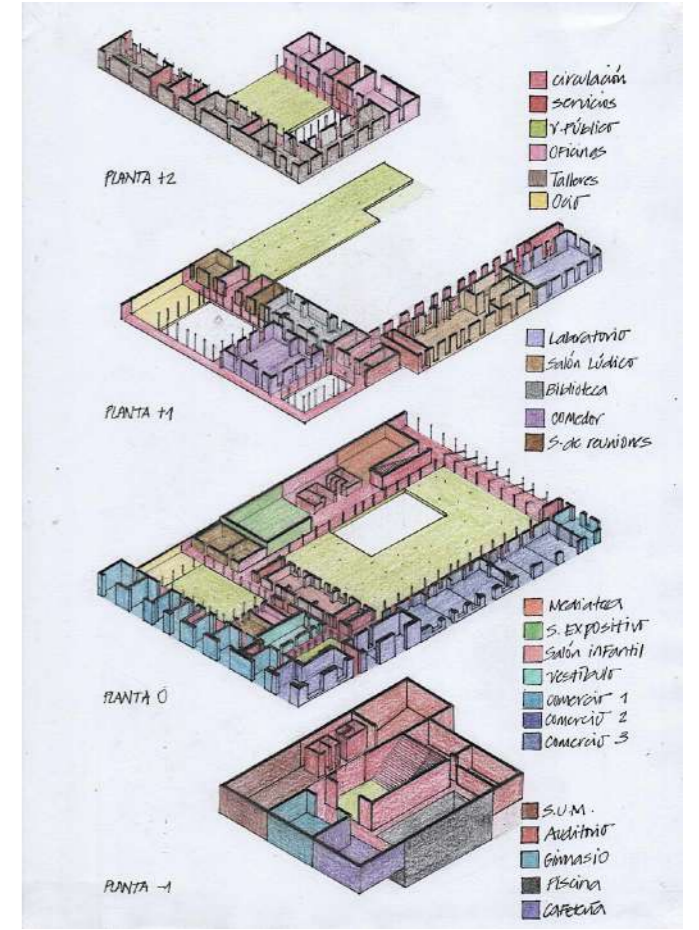 circulación
servicios
V. Público
Oficinas
Talleres
Ocio
PLANTA +2
Laboratorio
Salón Lúdico
Biblioteca
comedor
S. de reuniones
PLANTA +1
Mediateca
S. Expositivo
Salón infantil
vestíbulo
comercio 1
comercio 2
comercio 3
PLANTA 0
S.U.M.
Auditorio
Gimnasio
Piscina
Cafetería
PLANTA -1